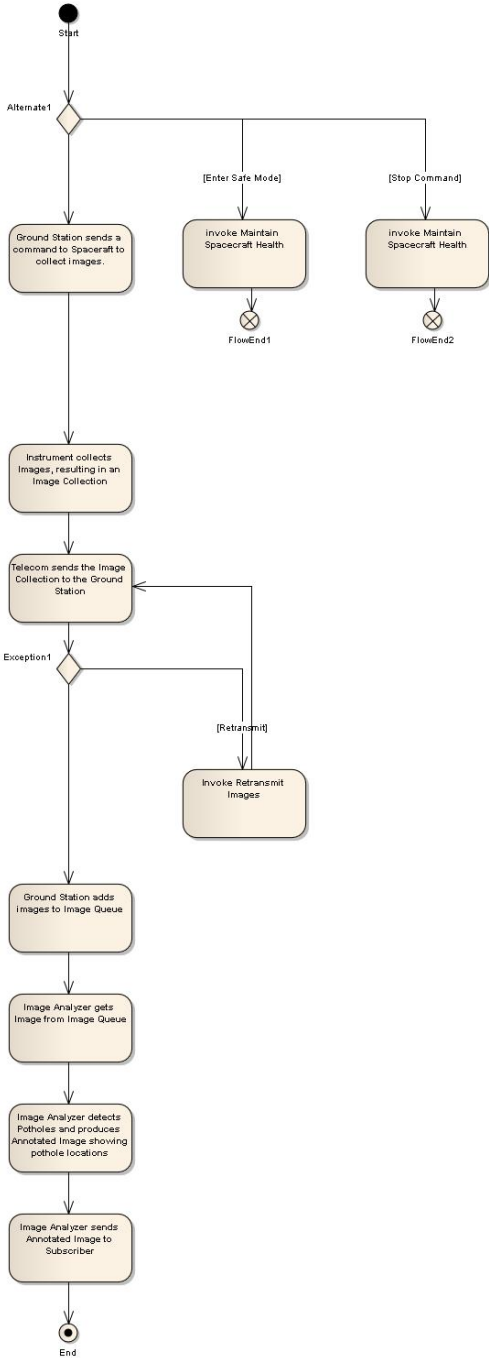 Start
Alternate1
[Enter Safe Mode]
[Stop Command]
Ground Station sends a
command to Spaceraft to
collect images.
invoke Maintain
Spacecraft Health
invoke Maintain
Spacecraft Health
FlowEnd1
FlowEnd2
Instrument collects
Images, resulting in an
Image Collection
Telecom sends the Image
Collection to the Ground
Station
Exception1
[Retransmit]
Invoke Retransmit
Images
Ground Station adds
images to Image Queue
Image Analyzer gets
Image from Image Queue
Image Analyzer detects
Potholes and produces
Annotated Image showing
pothole locations
Image Analyzer sends
Annotated Image to
Subscriber
End